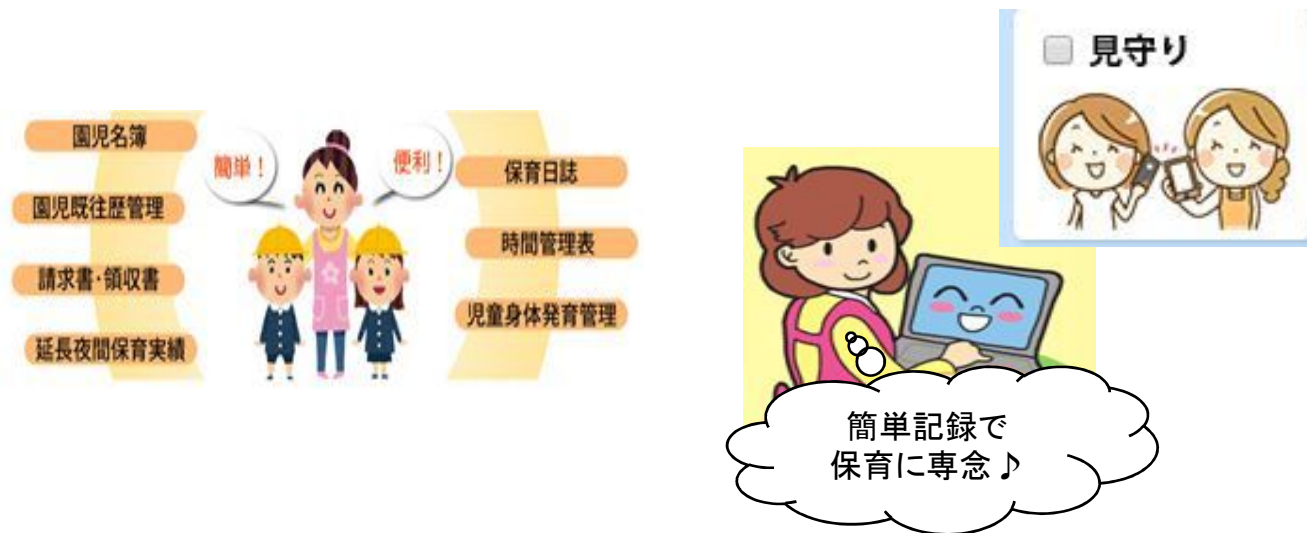 園児名簿
園児既往歴管理
請求書・領収書
延長夜間保育実績
簡単!
便利!
保育日誌
時間管理表
児童身体発育管理
見守り
簡単記録で
保育に専念♪